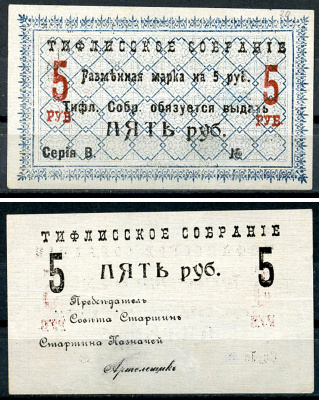 ТИФЛИССКОЕ СОБРАНІЕ
5 Размѣнная марка на 5 руб. 5
РУБ Тифл. Собр. обязуется выдать РУБ
ПЯТЬ руб.
Серія В. №
ТИФЛИССКОЕ СОБРАНІЕ
5 ПЯТЬ руб. 5
Предсѣдатель
Совѣта Старшинъ
Старшина Казначей
Артельщикъ